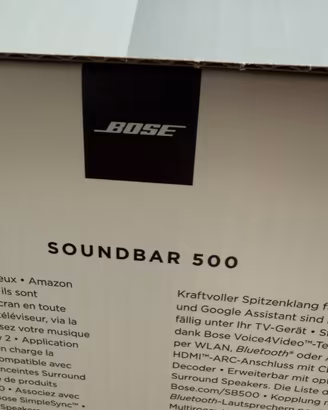 BOSE
SOUNDBAR 500
eux • Amazon
ils sont
cran en toute
téléviseur, via la
sez votre musique
2 • Application
n charge la
ompatible avec
nceintes Surround
de produits
• Associez avec
ose SimpleSync™ •
Kraftvoller Spitzenklang f
und Google Assistant sind
fällig unter Ihr TV-Gerät •
dank Bose Voice4Video™-Te
per WLAN, Bluetooth® oder
HDMI™-ARC-Anschluss mit CE
Decoder • Erweiterbar mit op
Surround Speakers. Die Liste
Bose.com/SB500 • Kopplung
Bluetooth-Lautsprechern